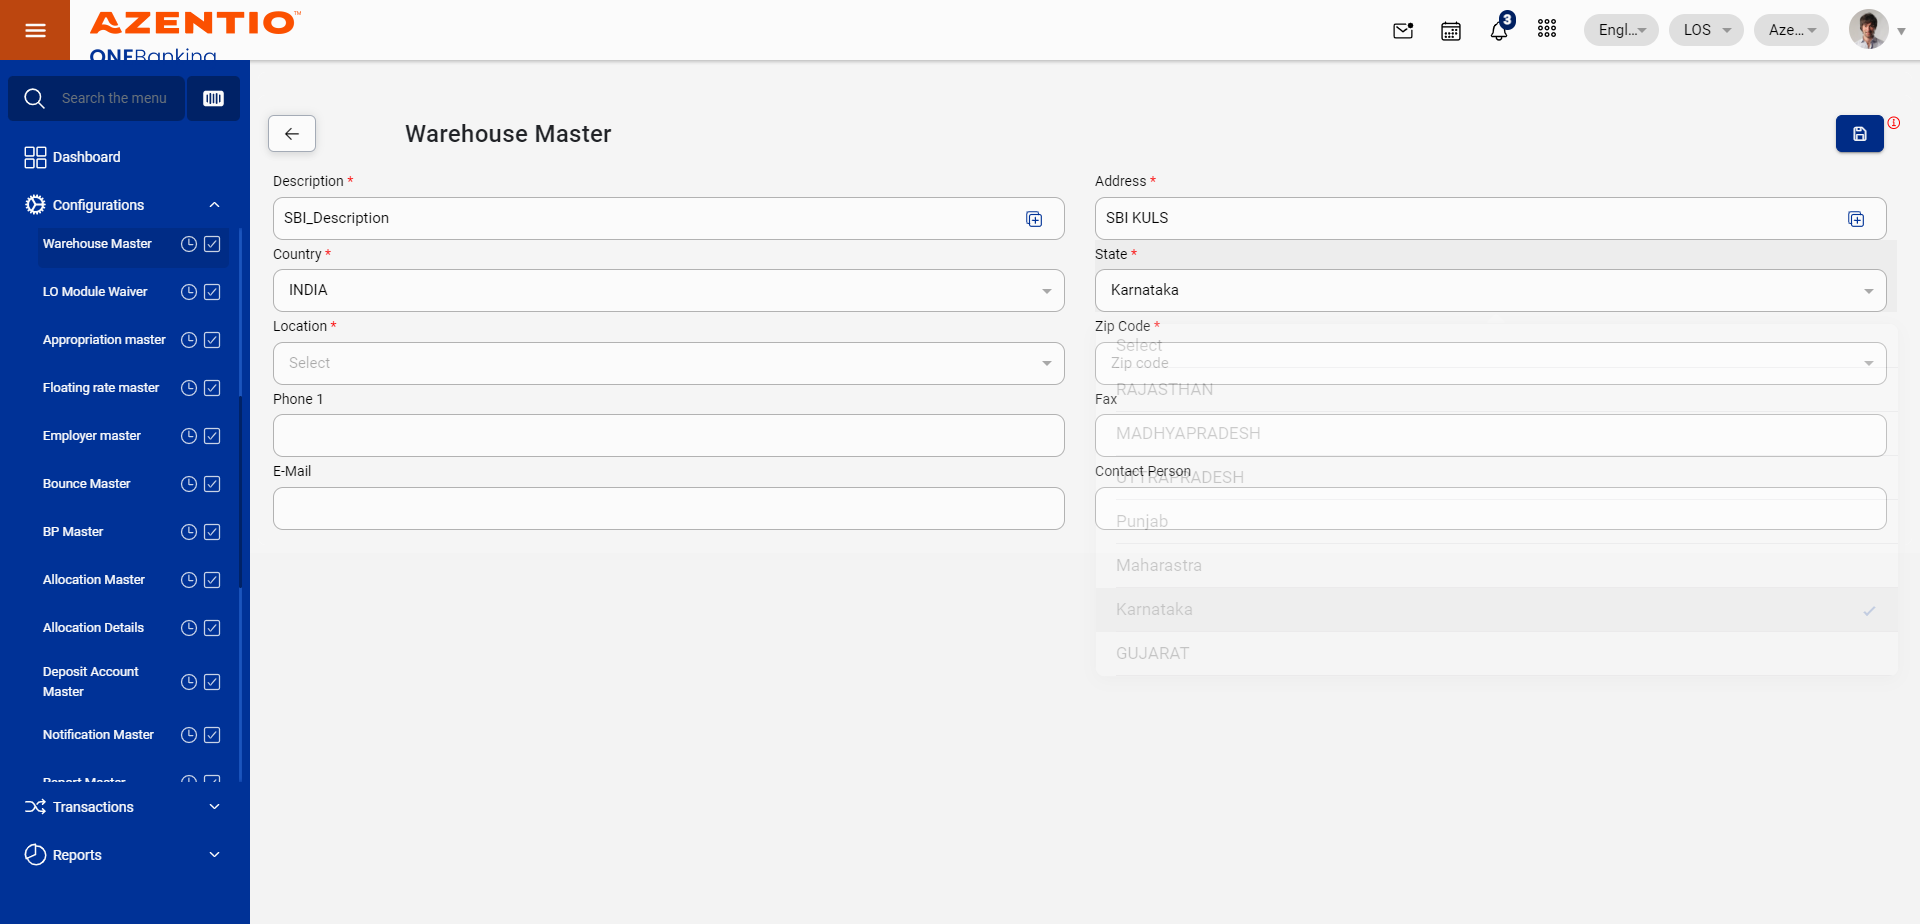 AZENTIO™
ONEBanking
3
Engl...
LOS
Aze...
Search the menu
Dashboard
Configurations
Warehouse Master
LO Module Waiver
Appropriation master
Floating rate master
Employer master
Bounce Master
BP Master
Allocation Master
Allocation Details
Deposit Account
Master
Notification Master
Report Master
Transactions
Reports
Warehouse Master
Description *
SBI_Description
Address *
SBI KULS
Country *
INDIA
State *
Karnataka
Location *
Select
Zip Code *
Zip code
Phone 1
Fax
E-Mail
Contact Person
Select
RAJASTHAN
MADHYAPRADESH
UTTRAPRADESH
Punjab
Maharastra
Karnataka
GUJARAT